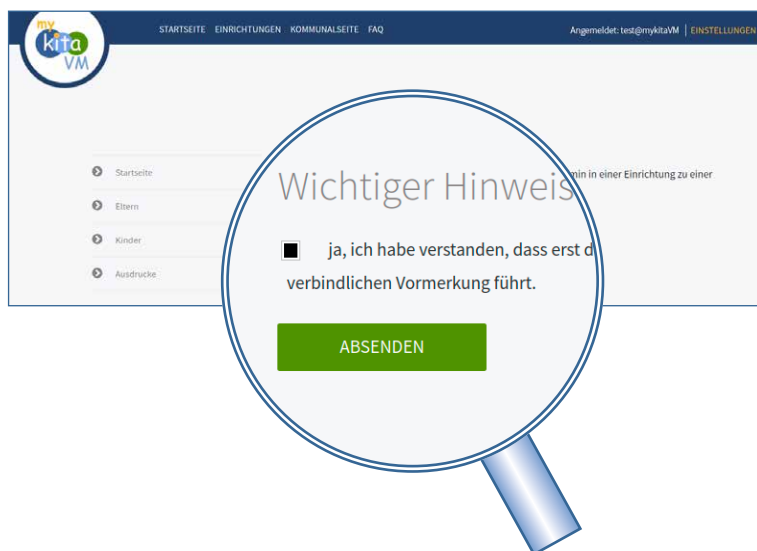 my
kita
VM
STARTSEITE EINRICHTUNGEN KOMMUNALSEITE FAQ
Angemeldet: test@mykitaVM | EINSTELLUNGEN
Startseite
Eltern
Kinder
Ausdrucke
Wichtiger Hinweis
ja, ich habe verstanden, dass erst d
in einer Einrichtung zu einer
verbindlichen Vormerkung führt.
ABSENDEN